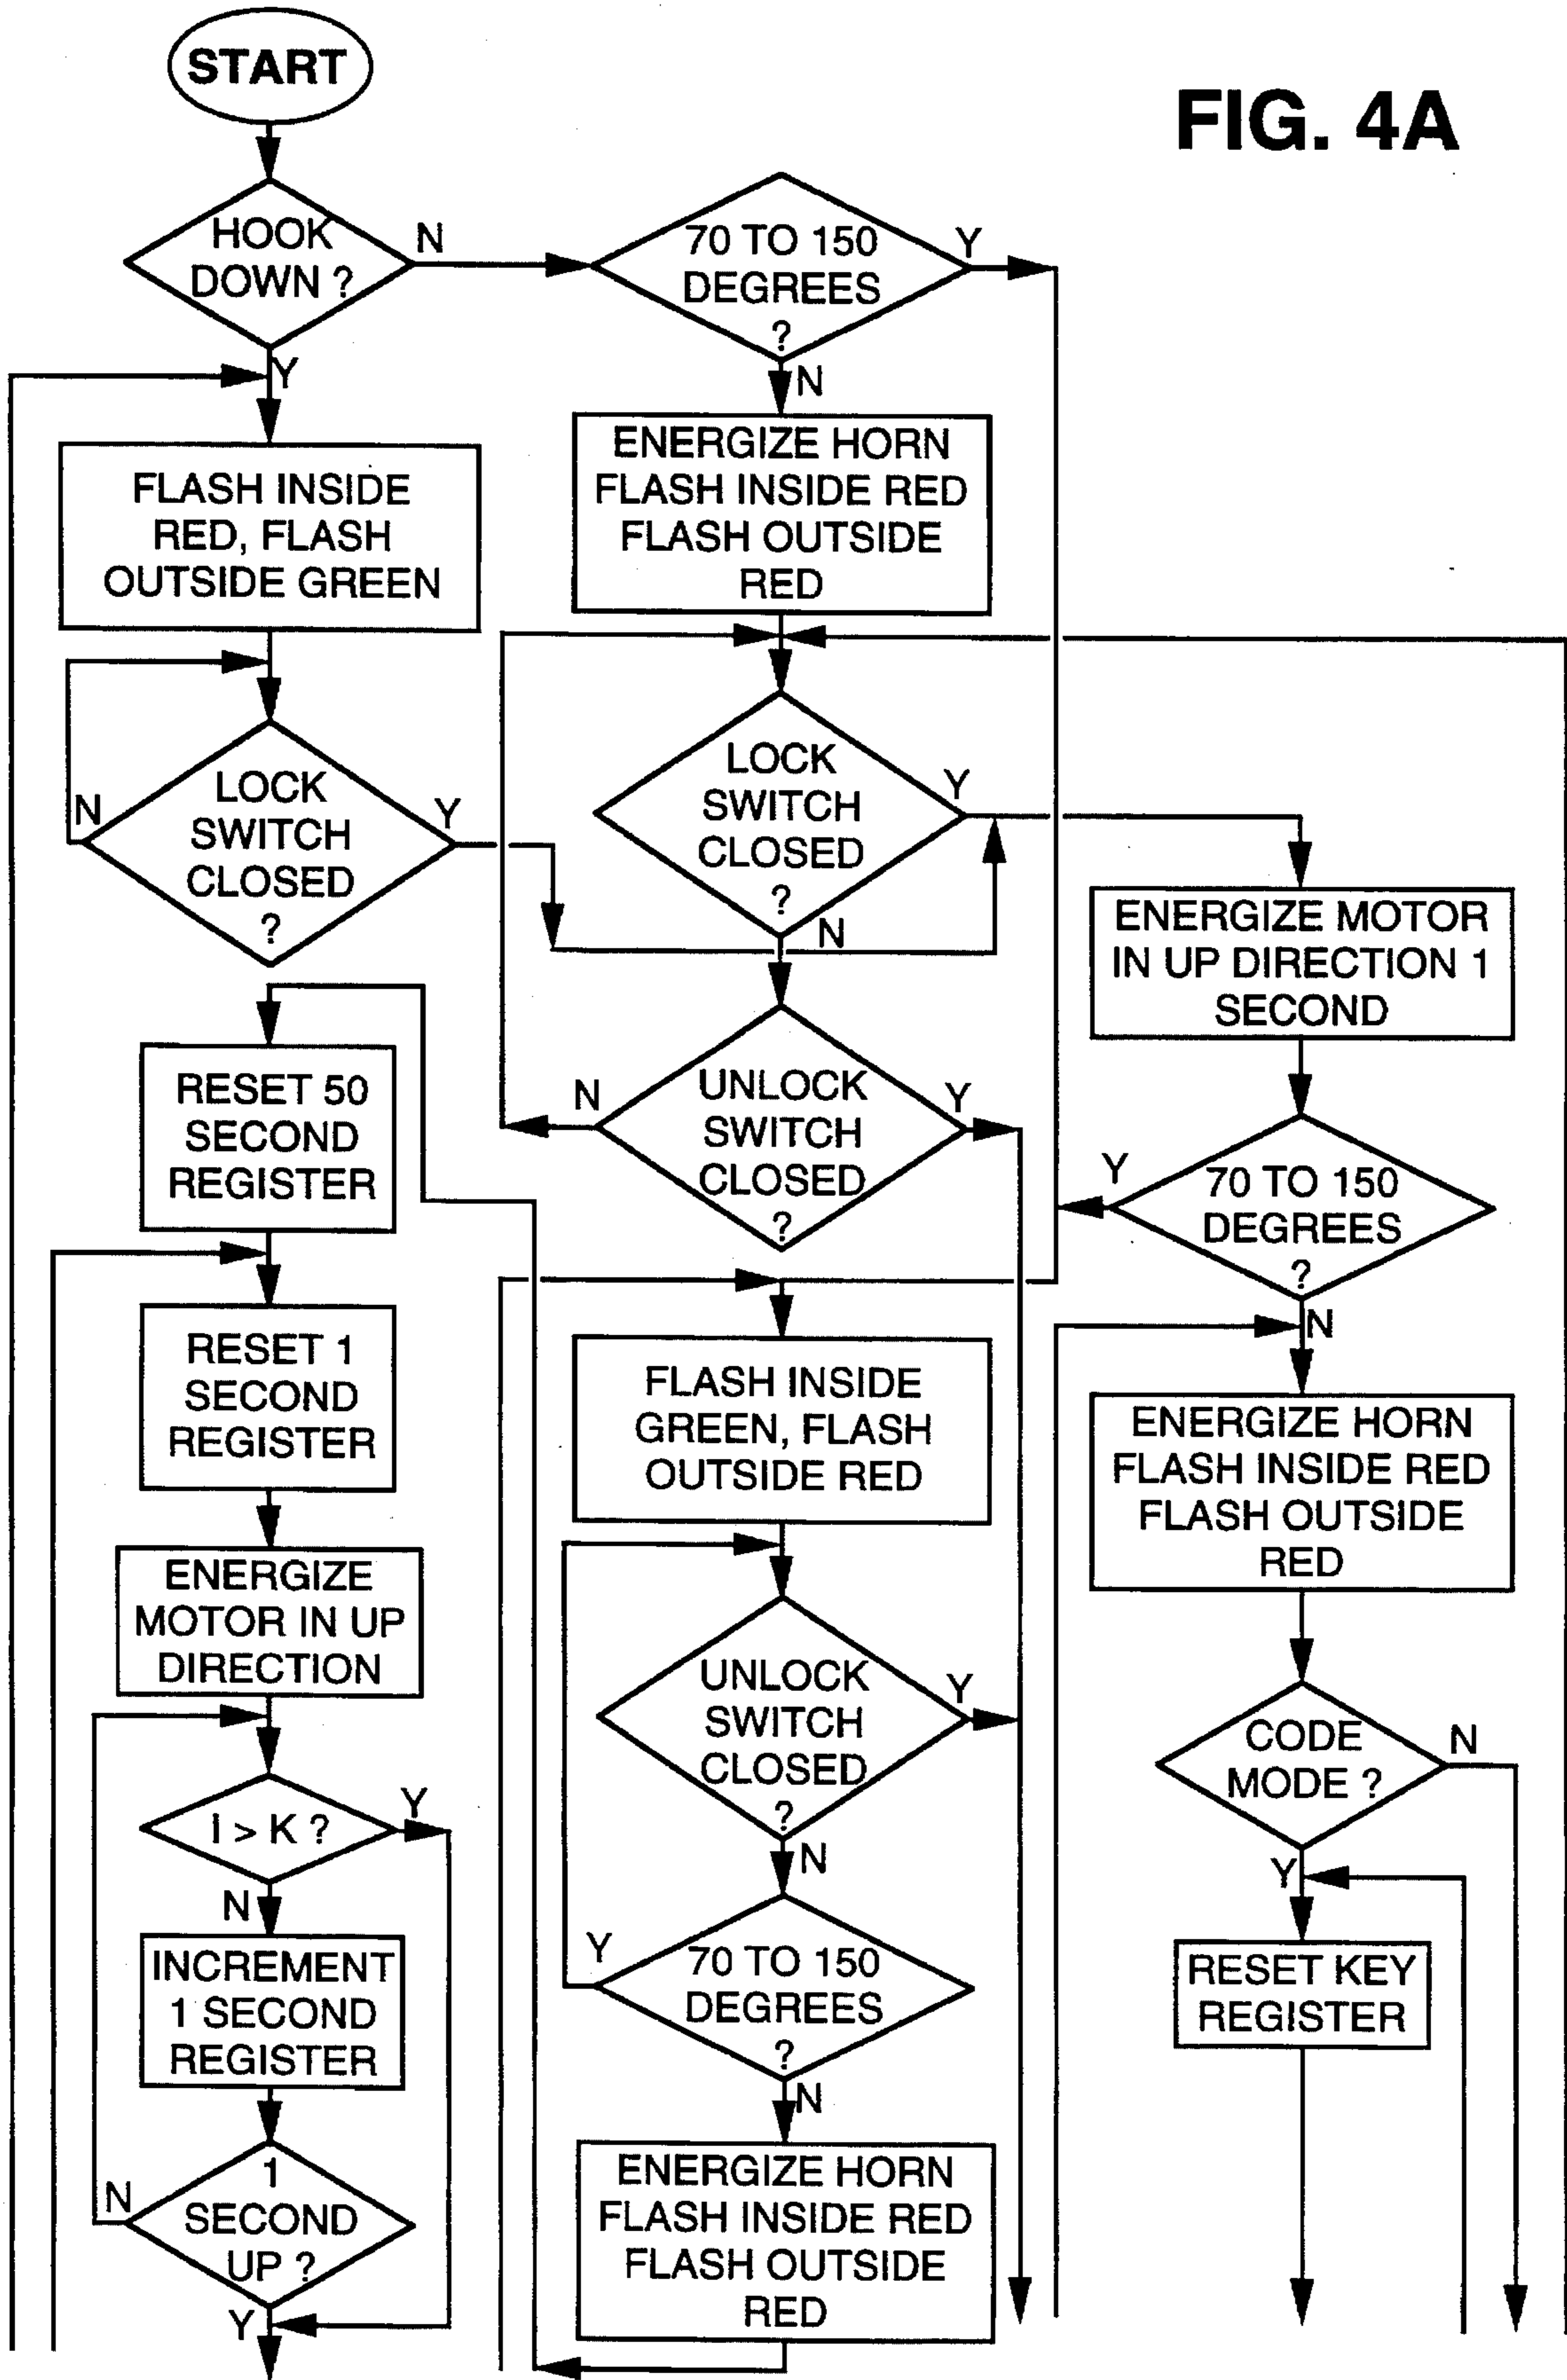 START
FIG. 4A
HOOK
DOWN ?
N
Y
70 TO 150
DEGREES
?
Y
N
FLASH INSIDE
RED, FLASH
OUTSIDE GREEN
ENERGIZE HORN
FLASH INSIDE RED
FLASH OUTSIDE
RED
LOCK
SWITCH
CLOSED
?
N
Y
LOCK
SWITCH
CLOSED
?
Y
N
ENERGIZE MOTOR
IN UP DIRECTION 1
SECOND
RESET 50
SECOND
REGISTER
UNLOCK
SWITCH
CLOSED
?
N
Y
70 TO 150
DEGREES
?
Y
N
RESET 1
SECOND
REGISTER
FLASH INSIDE
GREEN, FLASH
OUTSIDE RED
ENERGIZE HORN
FLASH INSIDE RED
FLASH OUTSIDE
RED
ENERGIZE
MOTOR IN UP
DIRECTION
UNLOCK
SWITCH
CLOSED
?
Y
N
CODE
MODE ?
N
Y
I > K ?
Y
N
INCREMENT
1 SECOND
REGISTER
70 TO 150
DEGREES
?
Y
N
RESET KEY
REGISTER
1
SECOND
UP ?
N
Y
ENERGIZE HORN
FLASH INSIDE RED
FLASH OUTSIDE
RED